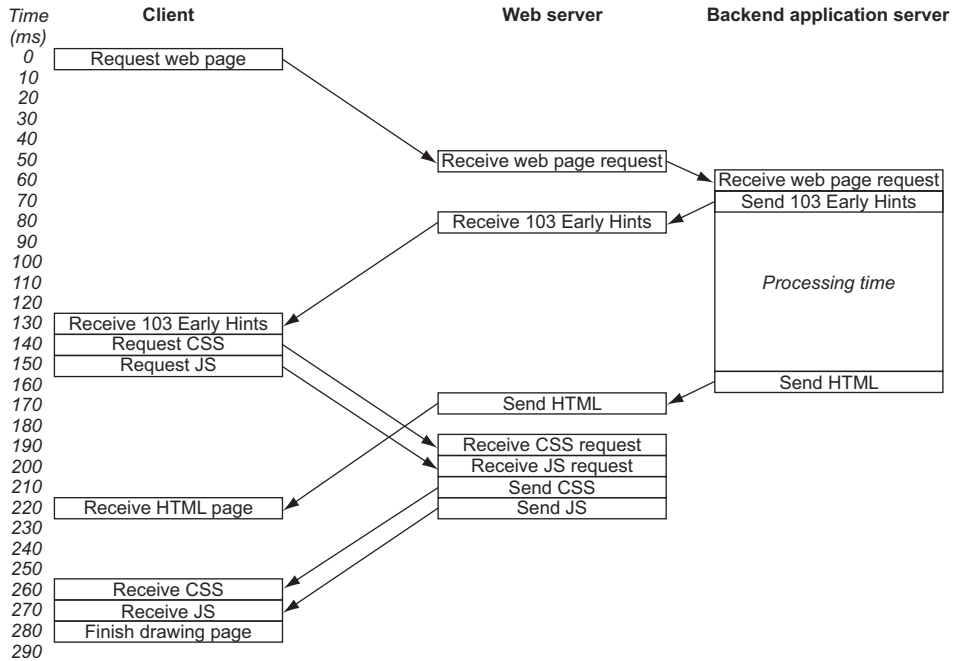 Time
(ms)
Client
Web server
Backend application server
0
Request web page
10
20
30
40
50
Receive web page request
60
Receive web page request
70
Send 103 Early Hints
80
Receive 103 Early Hints
90
100
110
Processing time
120
130
Receive 103 Early Hints
140
Request CSS
150
Request JS
160
Send HTML
170
Send HTML
180
190
Receive CSS request
200
Receive JS request
210
Send CSS
220
Receive HTML page
Send JS
230
240
250
260
Receive CSS
270
Receive JS
280
Finish drawing page
290